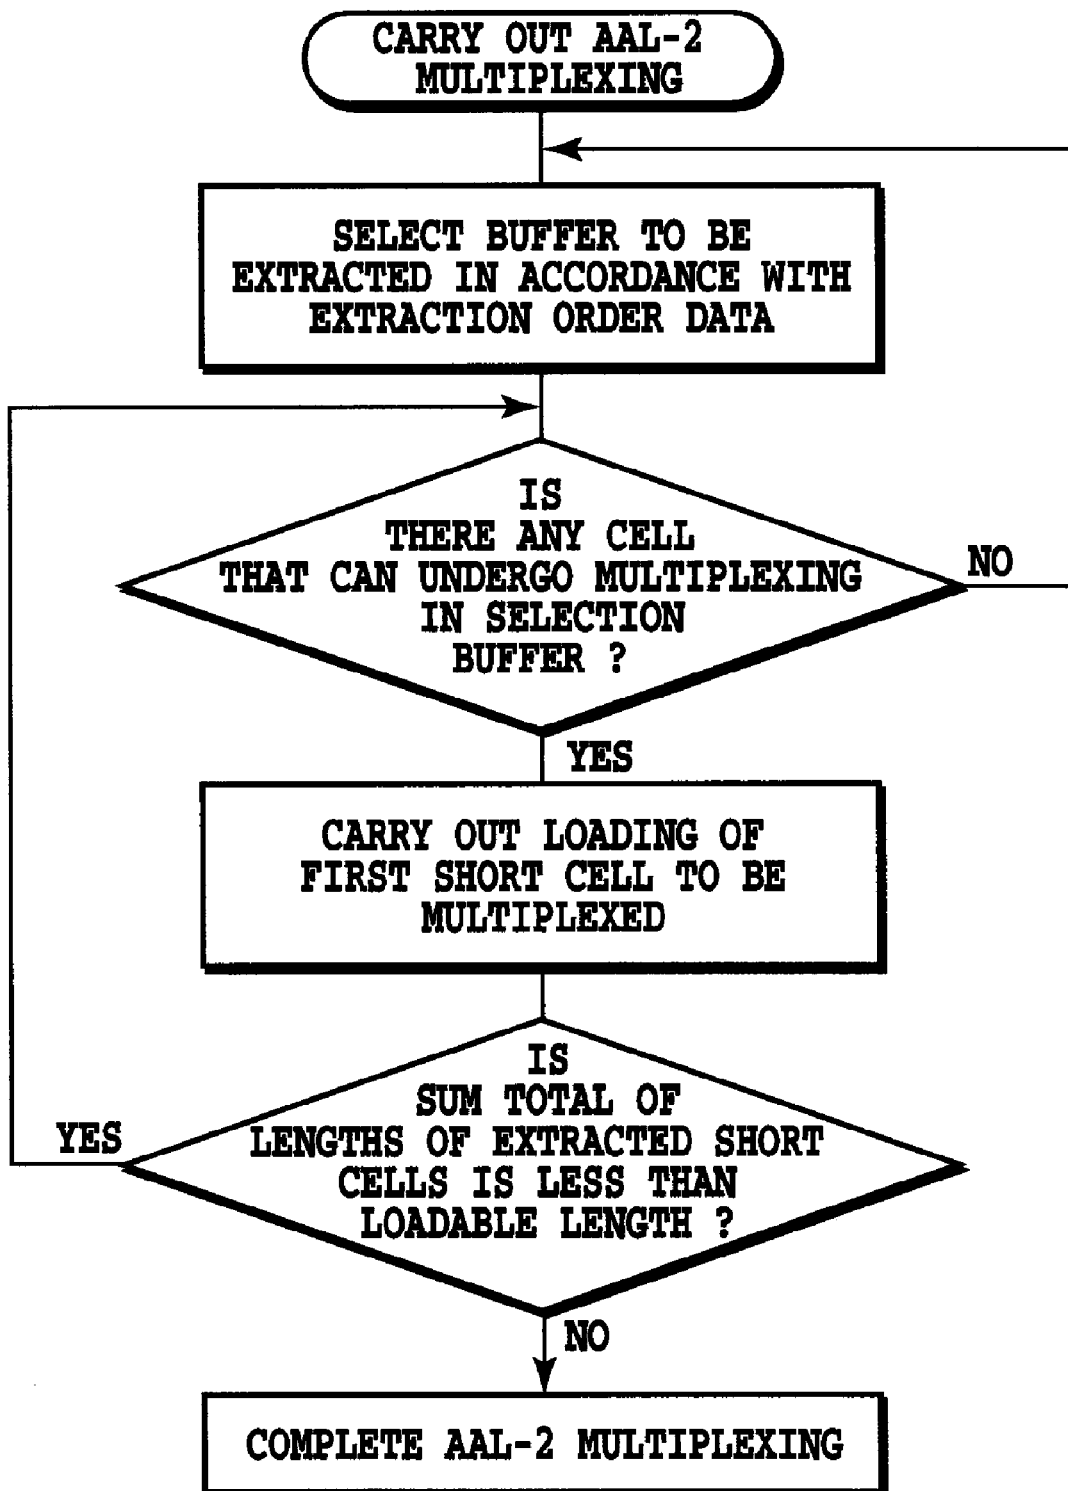 CARRY OUT AAL-2
MULTIPLEXING
SELECT BUFFER TO BE
EXTRACTED IN ACCORDANCE WITH
EXTRACTION ORDER DATA
IS
THERE ANY CELL
THAT CAN UNDERGO MULTIPLEXING
IN SELECTION
BUFFER ?
NO
YES
CARRY OUT LOADING OF
FIRST SHORT CELL TO BE
MULTIPLEXED
IS
SUM TOTAL OF
LENGTHS OF EXTRACTED SHORT
CELLS IS LESS THAN
LOADABLE LENGTH ?
YES
NO
COMPLETE AAL-2 MULTIPLEXING